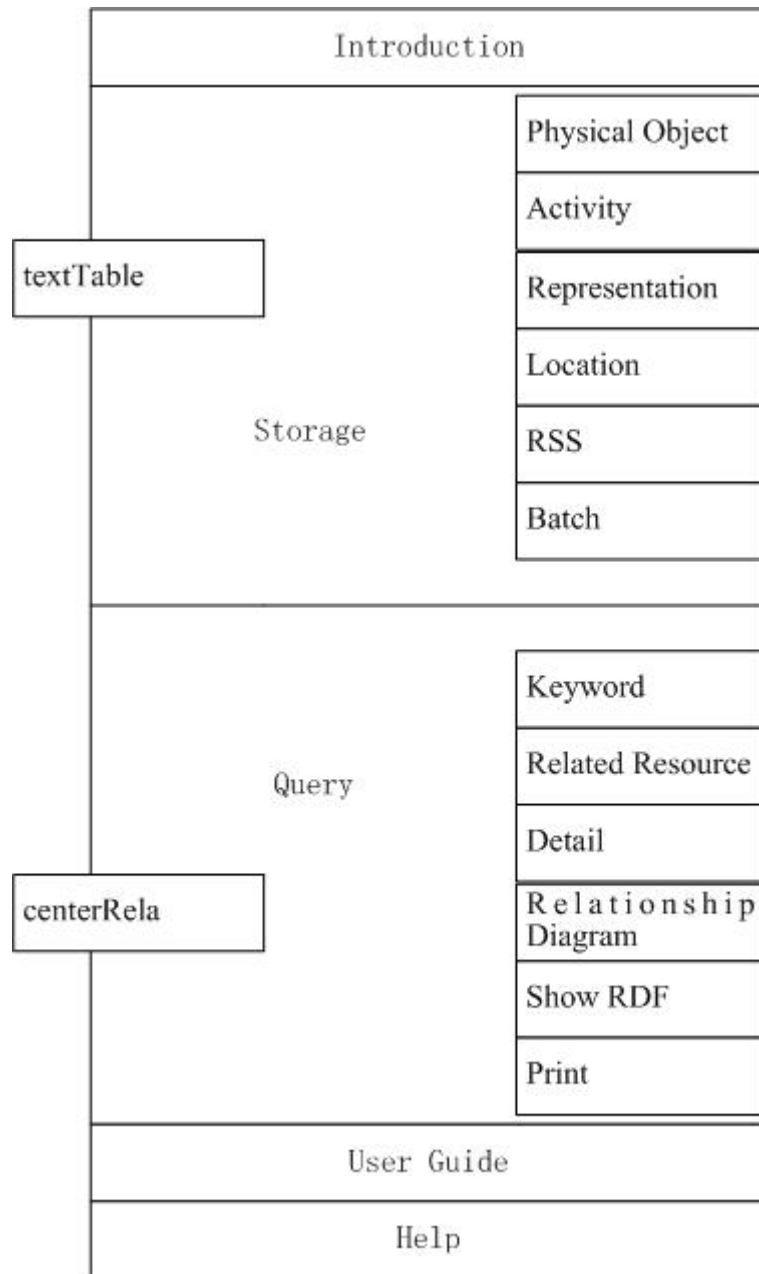 Introduction
Physical Object
Activity
textTable
Representation
Location
Storage
RSS
Batch
Keyword
Related Resource
Query
Detail
centerRela
Relationship
Diagram
Show RDF
Print
User Guide
Help